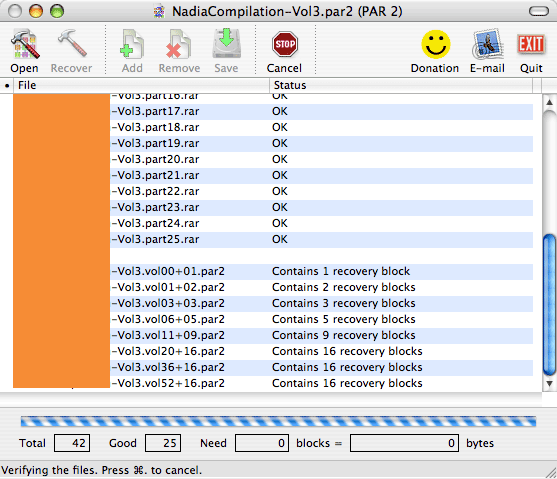 NadiaCompilation-Vol3.par2 (PAR 2)
Open Recover Add Remove Save Cancel Donation E-mail Quit
STOP EXIT
• File Status
-Vol3.part16.rar OK
-Vol3.part17.rar OK
-Vol3.part18.rar OK
-Vol3.part19.rar OK
-Vol3.part20.rar OK
-Vol3.part21.rar OK
-Vol3.part22.rar OK
-Vol3.part23.rar OK
-Vol3.part24.rar OK
-Vol3.part25.rar OK
-Vol3.vol00+01.par2 Contains 1 recovery block
-Vol3.vol01+02.par2 Contains 2 recovery blocks
-Vol3.vol03+03.par2 Contains 3 recovery blocks
-Vol3.vol06+05.par2 Contains 5 recovery blocks
-Vol3.vol11+09.par2 Contains 9 recovery blocks
-Vol3.vol20+16.par2 Contains 16 recovery blocks
-Vol3.vol36+16.par2 Contains 16 recovery blocks
-Vol3.vol52+16.par2 Contains 16 recovery blocks
Total 42 Good 25 Need 0 blocks = 0 bytes
Verifying the files. Press ⌘. to cancel.